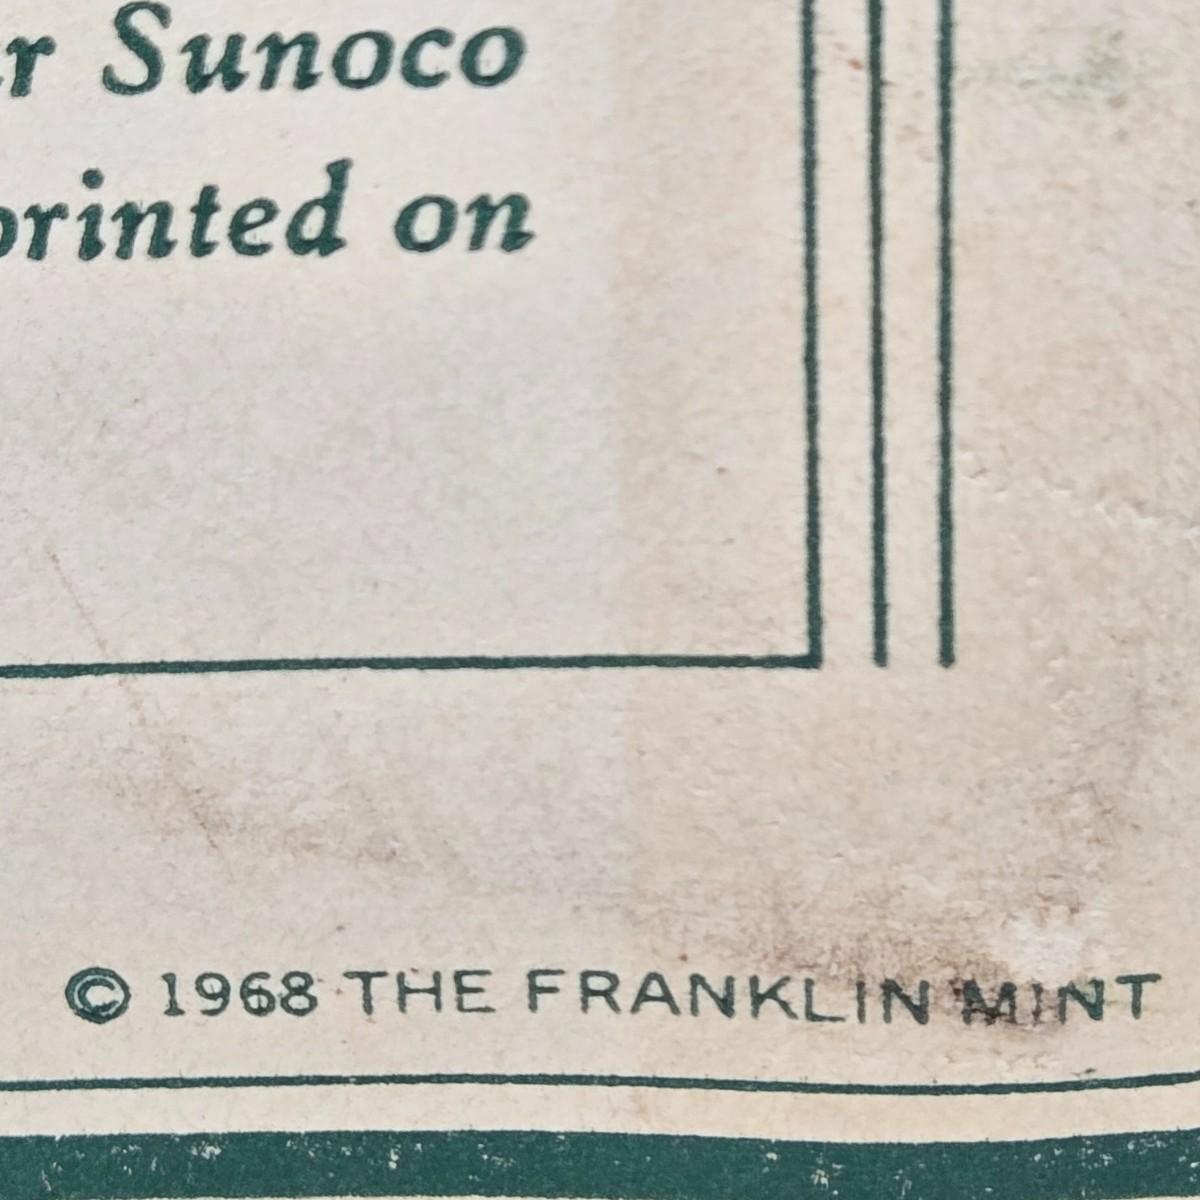 r Sunoco
printed on
© 1968 THE FRANKLIN MINT